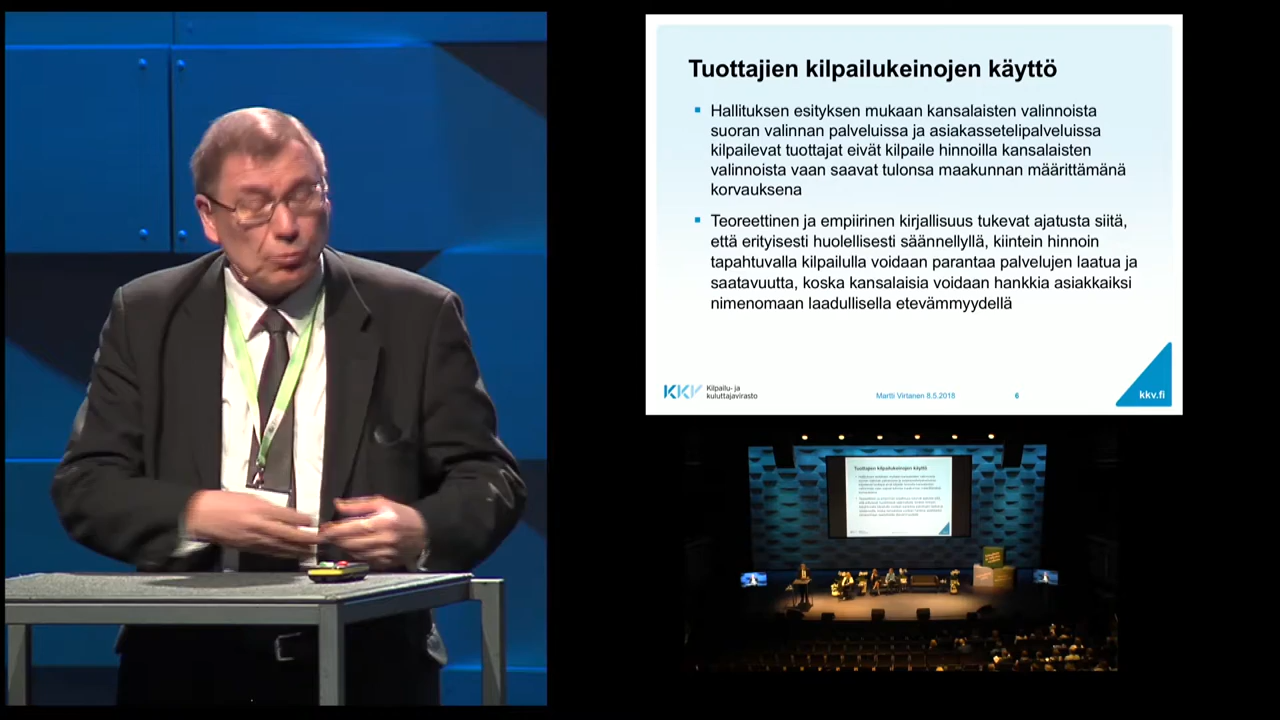 Tuottajien kilpailukeinojen käyttö
Hallituksen esityksen mukaan kansalaisten valinnoista
suoran valinnan palveluissa ja asiakassetelipalveluissa
kilpailevat tuottajat eivät kilpaile hinnoilla kansalaisten
valinnoista vaan saavat tulonsa maakunnan määrittämänä
korvauksena
Teoreettinen ja empiirinen kirjallisuus tukevat ajatusta siitä,
että erityisesti huolellisesti säännellyllä, kiintein hinnoin
tapahtuvalla kilpailulla voidaan parantaa palvelujen laatua ja
saatavuutta, koska kansalaisia voidaan hankkia asiakkaiksi
nimenomaan laadullisella etevämmyydellä
KKV Kilpailu- ja
kuluttajavirasto
Martti Virtanen 8.5.2018
6
kkv.fi
Tuottajien kilpailukeinojen käyttö